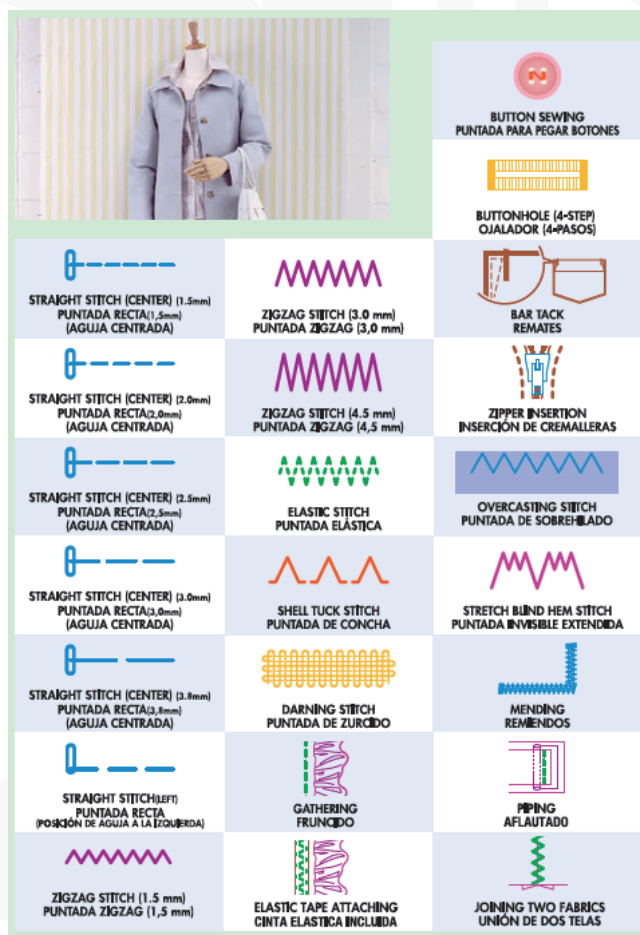 BUTTON SEWING
PUNTADA PARA PEGAR BOTONES
BUTTONHOLE (4-STEP)
OJALADOR (4-PASOS)
STRAIGHT STITCH (CENTER) (1.5mm)
PUNTADA RECTA(1,5mm)
(AGUJA CENTRADA)
ZIGZAG STITCH (3.0 mm)
PUNTADA ZIGZAG (3,0 mm)
BAR TACK
REMATES
STRAIGHT STITCH (CENTER) (2.0mm)
PUNTADA RECTA(2,0mm)
(AGUJA CENTRADA)
ZIGZAG STITCH (4.5 mm)
PUNTADA ZIGZAG (4,5 mm)
ZIPPER INSERTION
INSERCIÓN DE CREMALLERAS
STRAIGHT STITCH (CENTER) (2.5mm)
PUNTADA RECTA(2,5mm)
(AGUJA CENTRADA)
ELASTIC STITCH
PUNTADA ELÁSTICA
OVERCASTING STITCH
PUNTADA DE SOBREHILADO
STRAIGHT STITCH (CENTER) (3.0mm)
PUNTADA RECTA(3,0mm)
(AGUJA CENTRADA)
SHELL TUCK STITCH
PUNTADA DE CONCHA
STRETCH BLIND HEM STITCH
PUNTADA INVISIBLE EXTENDIDA
STRAIGHT STITCH (CENTER) (3.8mm)
PUNTADA RECTA(3,8mm)
(AGUJA CENTRADA)
DARNING STITCH
PUNTADA DE ZURCIDO
MENDING
REMIENDOS
STRAIGHT STITCH(LEFT)
PUNTADA RECTA
(POSICIÓN DE AGUJA A LA IZQUIERDA)
GATHERING
FRUNCIDO
PIPING
AFLAUTADO
ZIGZAG STITCH (1.5 mm)
PUNTADA ZIGZAG (1,5 mm)
ELASTIC TAPE ATTACHING
CINTA ELASTICA INCLUIDA
JOINING TWO FABRICS
UNIÓN DE DOS TELAS